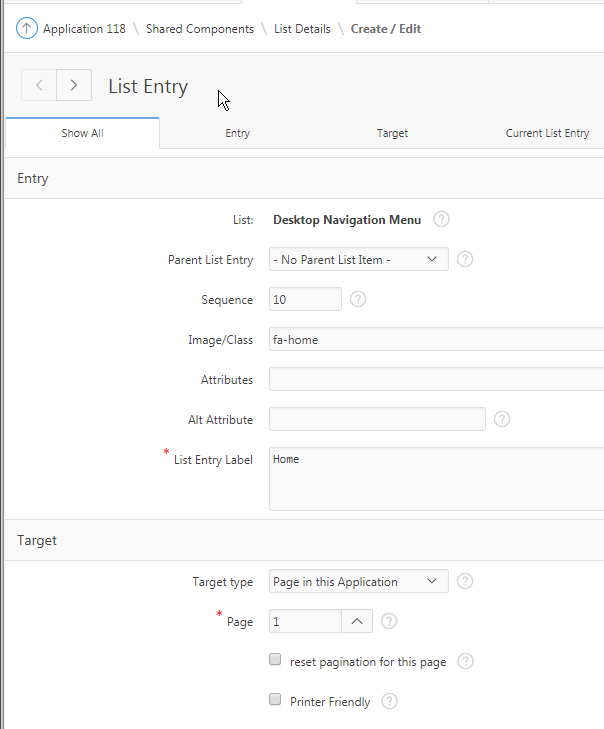 Application 118 \ Shared Components \ List Details \ Create / Edit
< > List Entry
Show All Entry Target Current List Entry
Entry
List: Desktop Navigation Menu ?
Parent List Entry - No Parent List Item - ?
Sequence 10 ?
Image/Class fa-home
Attributes
Alt Attribute ?
* List Entry Label Home
Target
Target type Page in this Application ?
* Page 1 ?
reset pagination for this page ?
Printer Friendly ?